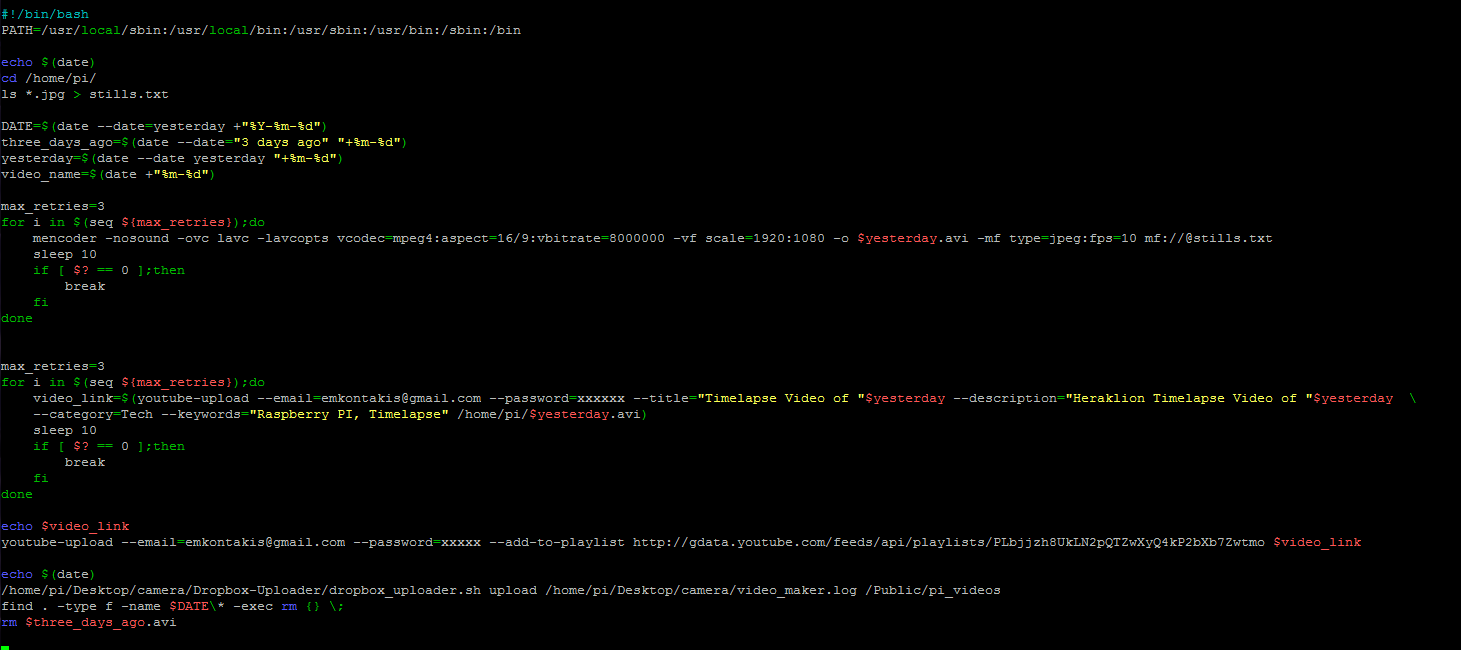 #!/bin/bash
PATH=/usr/local/sbin:/usr/local/bin:/usr/sbin:/usr/bin:/sbin:/bin
echo $(date)
cd /home/pi/
ls *.jpg > stills.txt
DATE=$(date --date=yesterday +"%Y-%m-%d")
three_days_ago=$(date --date="3 days ago" "+%m-%d")
yesterday=$(date --date yesterday "+%m-%d")
video_name=$(date +"%m-%d")
max_retries=3
for i in $(seq ${max_retries});do
    mencoder -nosound -ovc lavc -lavcopts vcodec=mpeg4:aspect=16/9:vbitrate=8000000 -vf scale=1920:1080 -o $yesterday.avi -mf type=jpeg:fps=10 mf://@stills.txt
    sleep 10
    if [ $? == 0 ];then
        break
    fi
done
max_retries=3
for i in $(seq ${max_retries});do
    video_link=$(youtube-upload --email=emkontakis@gmail.com --password=xxxxxx --title="Timelapse Video of "$yesterday --description="Heraklion Timelapse Video of "$yesterday  \
    --category=Tech --keywords="Raspberry PI, Timelapse" /home/pi/$yesterday.avi)
    sleep 10
    if [ $? == 0 ];then
        break
    fi
done
echo $video_link
youtube-upload --email=emkontakis@gmail.com --password=xxxxx --add-to-playlist http://gdata.youtube.com/feeds/api/playlists/PLbjjzh8UkLN2pQTZwXyQ4kP2bXb7Zwtmo $video_link
echo $(date)
/home/pi/Desktop/camera/Dropbox-Uploader/dropbox_uploader.sh upload /home/pi/Desktop/camera/video_maker.log /Public/pi_videos
find . -type f -name $DATE\* -exec rm {} \;
rm $three_days_ago.avi